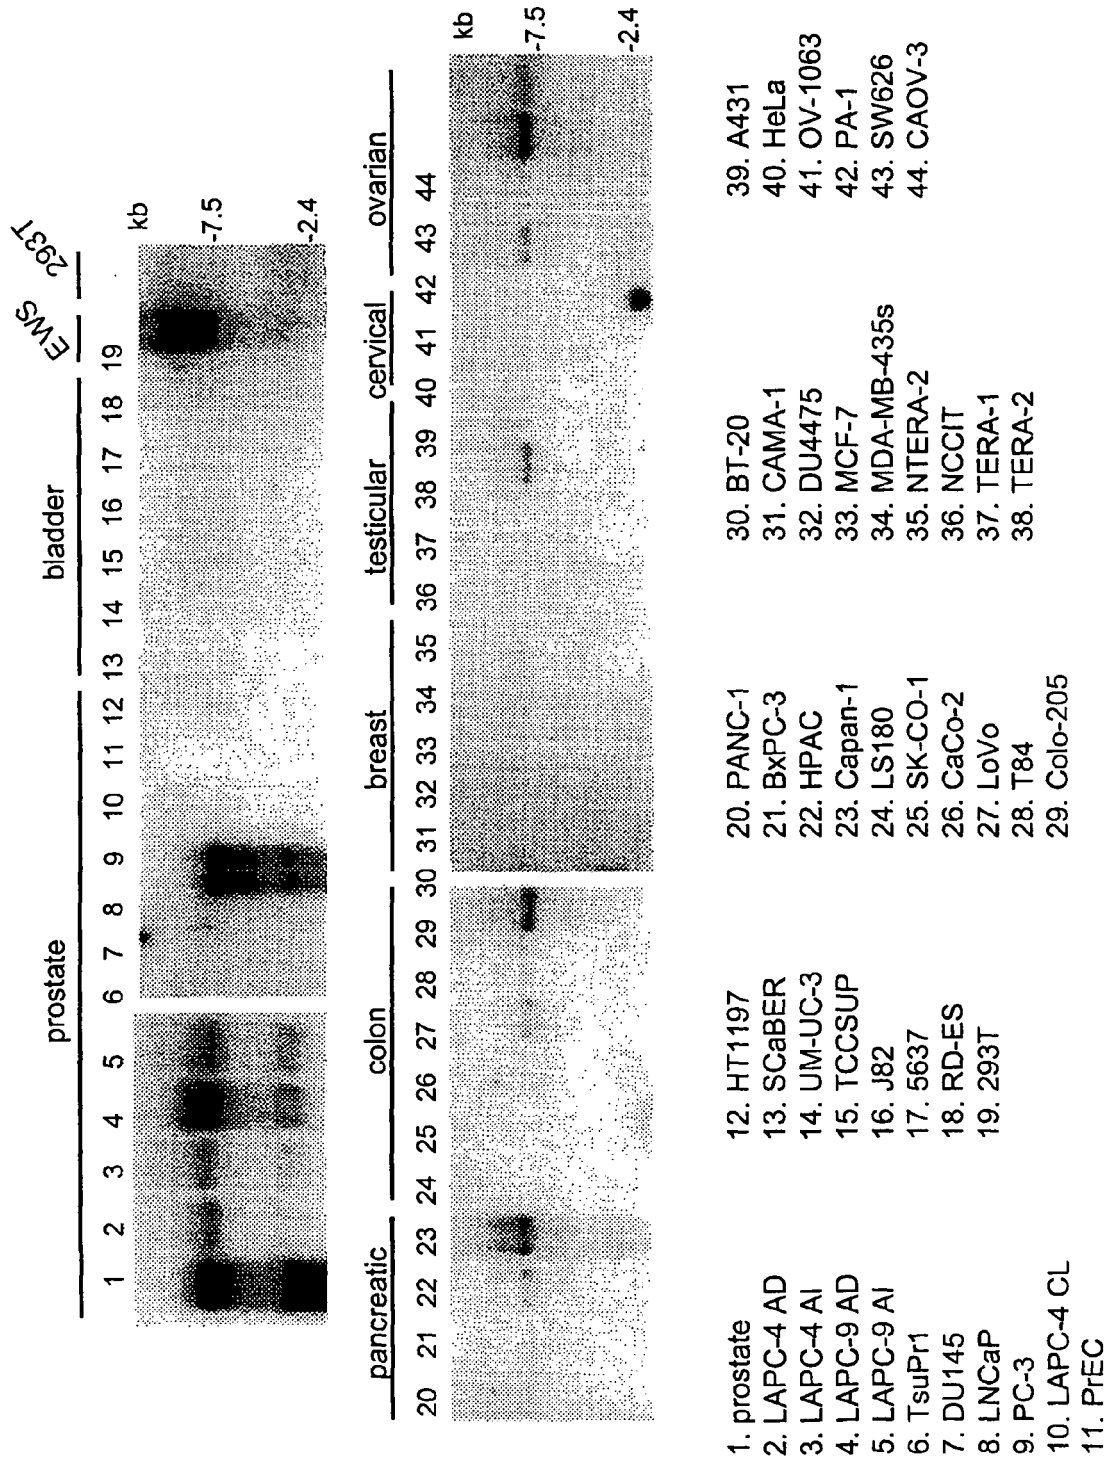 prostate bladder EWS 293T
1 2 3 4 5 6 7 8 9 10 11 12 13 14 15 16 17 18 19 kb
-7.5
-2.4
pancreatic colon breast testicular cervical ovarian
20 21 22 23 24 25 26 27 28 29 30 31 32 33 34 35 36 37 38 39 40 41 42 43 44 kb
-7.5
-2.4
1. prostate
2. LAPC-4 AD
3. LAPC-4 AI
4. LAPC-9 AD
5. LAPC-9 AI
6. TsuPr1
7. DU145
8. LNCaP
9. PC-3
10. LAPC-4 CL
11. PrEC
12. HT1197
13. SCaBER
14. UM-UC-3
15. TCCSUP
16. J82
17. 5637
18. RD-ES
19. 293T
20. PANC-1
21. BxPC-3
22. HPAC
23. Capan-1
24. LS180
25. SK-CO-1
26. CaCo-2
27. LoVo
28. T84
29. Colo-205
30. BT-20
31. CAMA-1
32. DU4475
33. MCF-7
34. MDA-MB-435s
35. NTERA-2
36. NCCIT
37. TERA-1
38. TERA-2
39. A431
40. HeLa
41. OV-1063
42. PA-1
43. SW626
44. CAOV-3